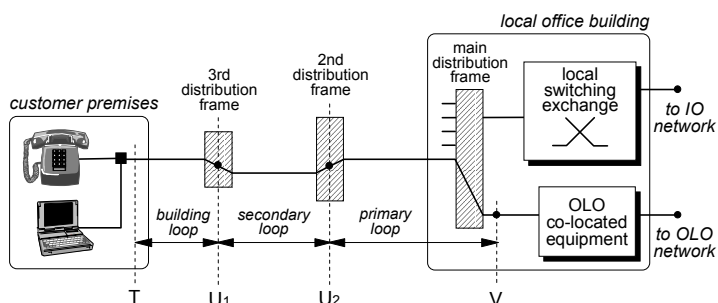 local office building
customer premises
3rd
distribution
frame
2nd
distribution
frame
main
distribution
frame
local
switching
exchange
to IO
network
building
loop
secondary
loop
primary
loop
OLO
co-located
equipment
to OLO
network
T
U1
U2
V